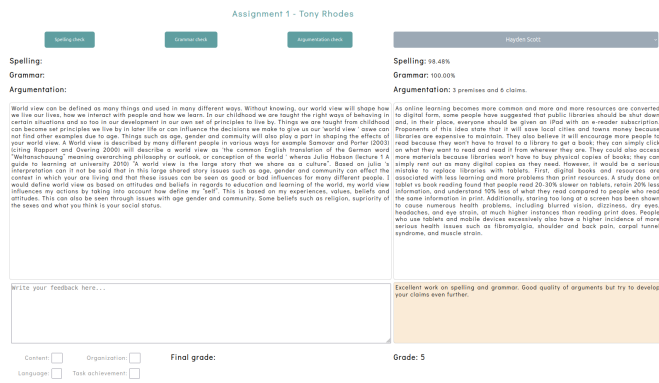 Assignment 1 - Tony Rhodes
Spelling check
Grammar check
Argumentation check
Hayden Scott
Spelling:
Grammar:
Argumentation:
World view can be defined as many things and used in many different ways. Without knowing, our world view will shape how
we live our lives, how we interact with people and how we learn. In our childhood we are taught the right ways of behaving in
certain situations and so too in our development in our own set of principles to live by. Things we are taught from childhood
can become set principles we live by in later life or can influence the decisions we make to give us our 'world view ' aswe can
not find other examples due to age. Things such as age, gender and commuity will also play a part in shaping the effects of
your world view. A World view is described by many different people in various ways for example Samovar and Porter (2003)
(citing Rapport and Overing 2000) will describe a world view as 'the common English translation of the German word
"Weltanschauung" meaning overarching philosophy or outlook, or conception of the world ' wheras Julia Hobson (lecture 1 A
guide to learning at university 2010) "A world view is the large story that we share as a culture". Based on julia 's
interpretation can it not be said that in this large shared story issues such as age, gender and community can effect the
context in which your are living and that these issues can be seen as good or bad influences for many different people. I
would define world view as based on attitudes and beliefs in regards to education and learning of the world, my world view
influences my actions by taking into account how define my "self". This is based on my experiences, values, beliefs and
attitudes. This can also be seen through issues with age gender and community. Some beliefs such as religion, supriority of
the sexes and what you think is your social status.
Write your feedback here...
Content:
Organization:
Language:
Task achievement:
Final grade:
Spelling: 98.48%
Grammar: 100.00%
Argumentation: 3 premises and 6 claims.
As online learning becomes more common and more and more resources are converted
to digital form, some people have suggested that public libraries should be shut down
and, in their place, everyone should be given an iPad with an e-reader subscription.
Proponents of this idea state that it will save local cities and towns money because
libraries are expensive to maintain. They also believe it will encourage more people to
read because they won't have to travel to a library to get a book; they can simply click
on what they want to read and read it from wherever they are. They could also access
more materials because libraries won't have to buy physical copies of books; they can
simply rent out as many digital copies as they need. However, it would be a serious
mistake to replace libraries with tablets. First, digital books and resources are
associated with less learning and more problems than print resources. A study done on
tablet vs book reading found that people read 20-30% slower on tablets, retain 20% less
information, and understand 10% less of what they read compared to people who read
the same information in print. Additionally, staring too long at a screen has been shown
to cause numerous health problems, including blurred vision, dizziness, dry eyes,
headaches, and eye strain, at much higher instances than reading print does. People
who use tablets and mobile devices excessively also have a higher incidence of more
serious health issues such as fibromyalgia, shoulder and back pain, carpal tunnel
syndrome, and muscle strain.
Excellent work on spelling and grammar. Good quality of arguments but try to develop
your claims even further.
Grade: 5